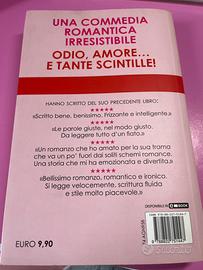 UNA COMMEDIA
ROMANTICA
IRRESISTIBILE
ODIO, AMORE...
E TANTE SCINTILLE!
HANNO SCRITTO DEL SUO PRECEDENTE LIBRO:
«Scritto bene, benissimo. Frizzante e intelligente.»
★★★★★
«Le parole giuste, nel modo giusto.
Da leggere tutto d'un fiato.»
★★★★★
«Un romanzo che ho amato per la sua trama
che va un po' fuori dai soliti schemi romance.
Una storia che mi ha emozionata e divertita.»
★★★★★
«Bellissimo romanzo, romantico e ironico.
Si legge velocemente, scrittura fluida
e stile molto piacevole.»
DISPONIBILE IN
EBOOK
EURO 9,90